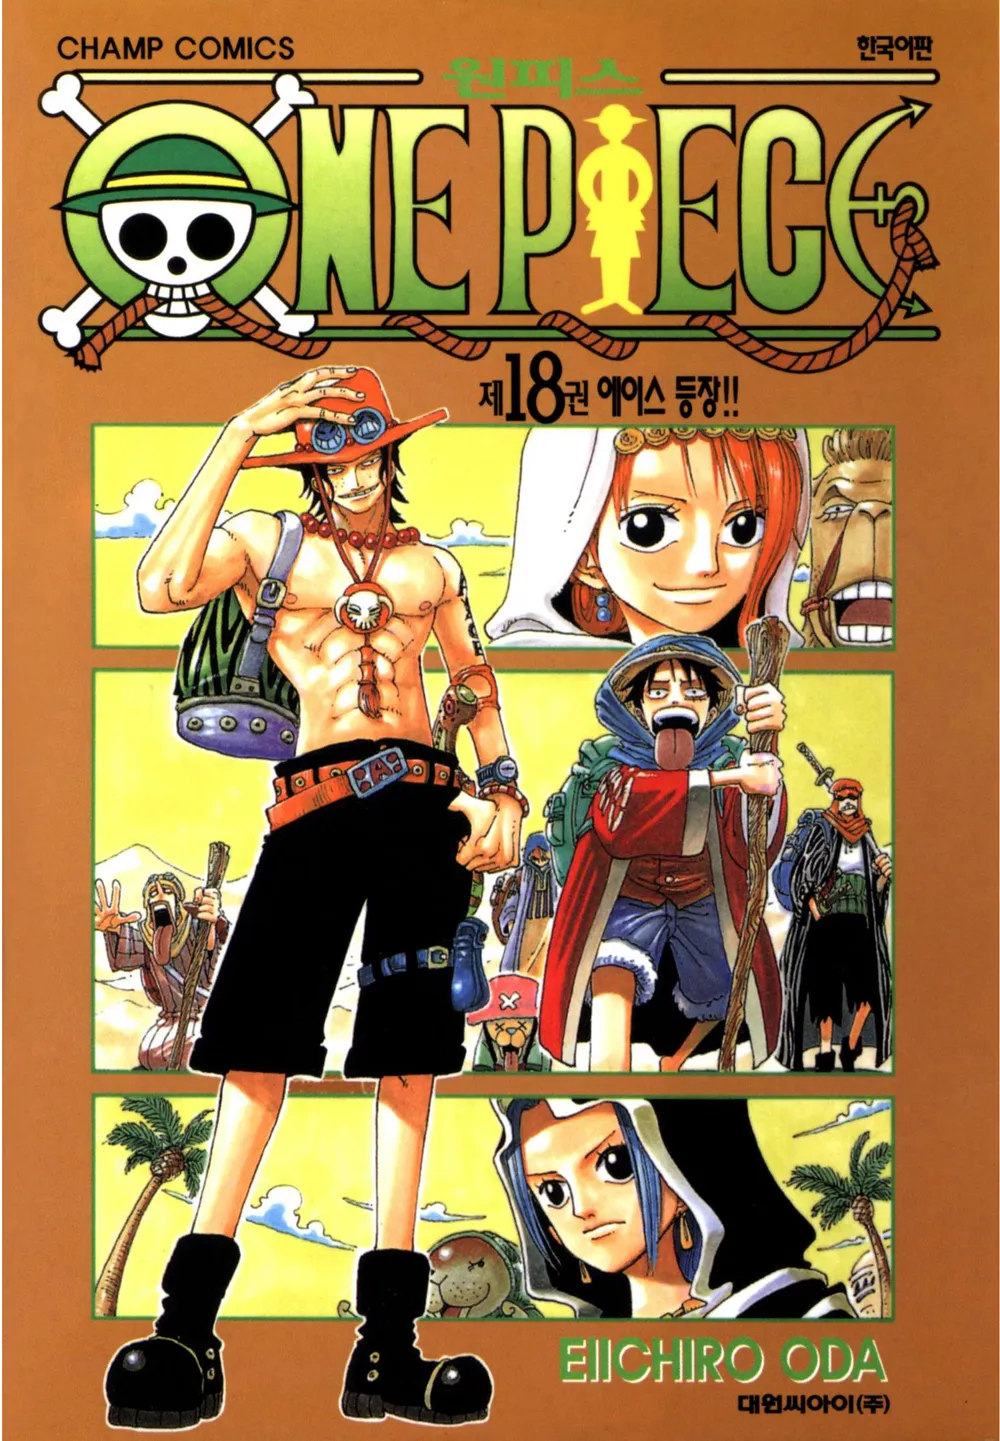 CHAMP COMICS
한국어판
원피스
ONE PIECE
제18권 에이스 등장!!
A
EIICHIRO ODA
대원씨아이(주)